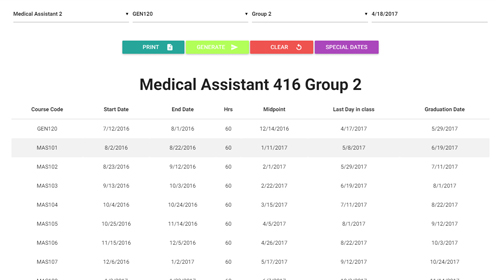 Medical Assistant 2 GEN120 Group 2 4/18/2017
PRINT GENERATE CLEAR SPECIAL DATES
Medical Assistant 416 Group 2
Course Code Start Date End Date Hrs Midpoint Last Day in class Graduation Date
GEN120 7/12/2016 8/1/2016 60 12/14/2016 4/17/2017 5/29/2017
MAS101 8/2/2016 8/22/2016 60 1/11/2017 5/8/2017 6/19/2017
MAS102 8/23/2016 9/12/2016 60 2/1/2017 5/29/2017 7/11/2017
MAS103 9/13/2016 10/3/2016 60 2/22/2017 6/19/2017 8/1/2017
MAS104 10/4/2016 10/24/2016 60 3/15/2017 7/11/2017 8/22/2017
MAS105 10/25/2016 11/14/2016 60 4/5/2017 8/1/2017 9/12/2017
MAS106 11/15/2016 12/5/2016 60 4/26/2017 8/22/2017 10/3/2017
MAS107 12/6/2016 1/2/2017 60 5/17/2017 9/12/2017 10/24/2017